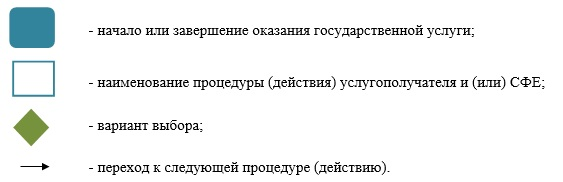 - начало или завершение оказания государственной услуги;
- наименование процедуры (действия) услугополучателя и (или) СФЕ;
- вариант выбора;
- переход к следующей процедуре (действию).